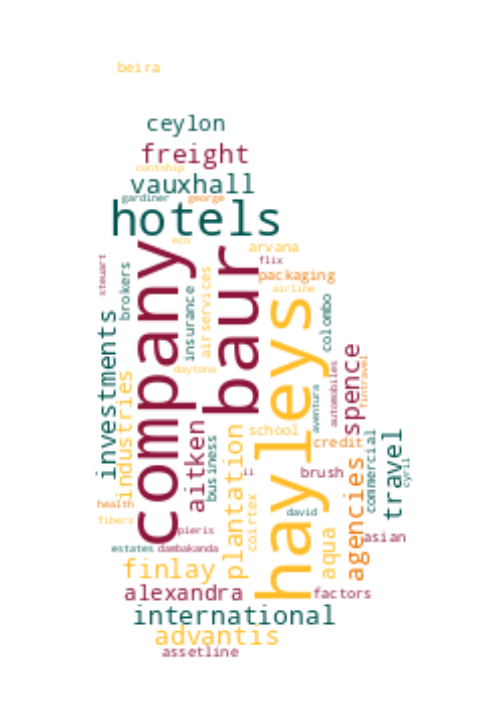 beira
ceylon
freight
contship
vauxhall
gardiner
george
hotels
eco
arvana
flix
packaging
airline
steuart
brokers
company
insurance
airservices
baur
hayleys
colombo
daytona
investments
industries
aitken
business
plantation
school
aventura
automobiles
spence
fintravel
credit
commercial
travel
cyril
ii
brush
agencies
health
fibers
coirtex
david
aqua
pieris
asian
estates
dambakanda
finlay
alexandra
factors
international
advantis
assetline